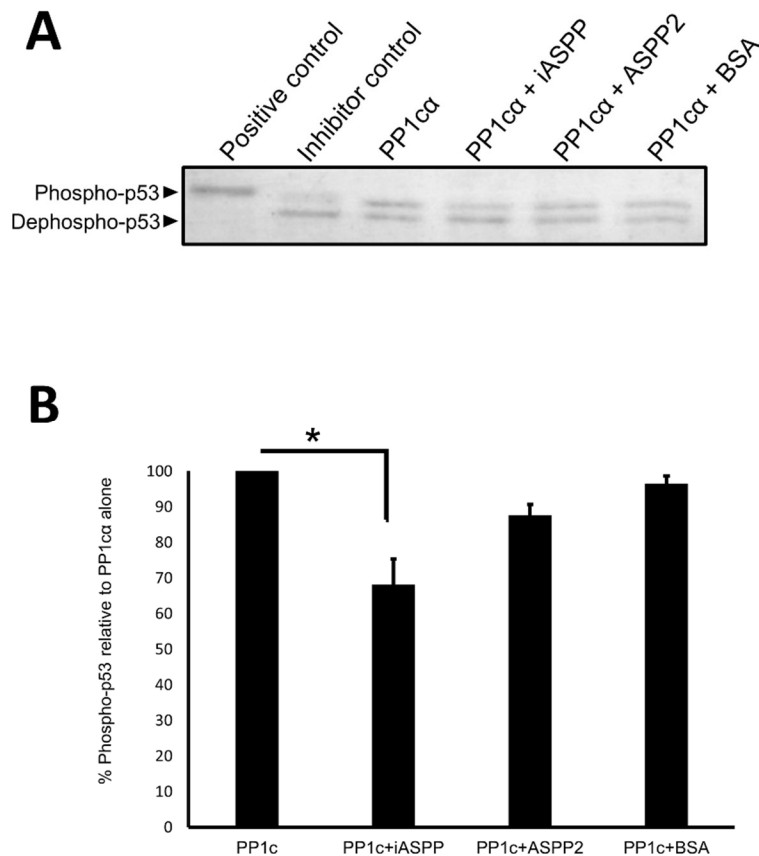 A
Positive control
Inhibitor control
PP1cα
PP1cα + iASPP
PP1cα + ASPP2
PP1cα + BSA
Phospho-p53
Dephospho-p53
B
*
% Phospho-p53 relative to PP1cα alone
100
90
80
70
60
50
40
30
20
10
0
PP1c
PP1c+iASPP
PP1c+ASPP2
PP1c+BSA